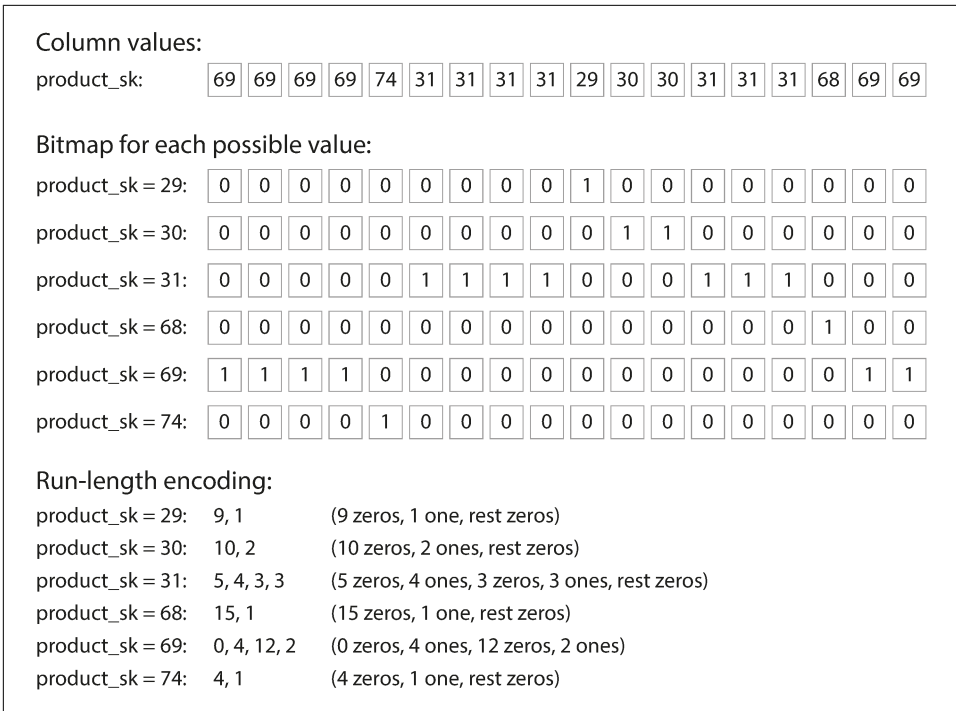 Column values:
product_sk: 69 69 69 69 74 31 31 31 31 29 30 30 31 31 31 68 69 69
Bitmap for each possible value:
product_sk = 29: 0 0 0 0 0 0 0 0 0 1 0 0 0 0 0 0 0 0
product_sk = 30: 0 0 0 0 0 0 0 0 0 0 1 1 0 0 0 0 0 0
product_sk = 31: 0 0 0 0 0 1 1 1 1 0 0 0 1 1 1 0 0 0
product_sk = 68: 0 0 0 0 0 0 0 0 0 0 0 0 0 0 0 1 0 0
product_sk = 69: 1 1 1 1 0 0 0 0 0 0 0 0 0 0 0 0 1 1
product_sk = 74: 0 0 0 0 1 0 0 0 0 0 0 0 0 0 0 0 0 0
Run-length encoding:
product_sk = 29: 9, 1 (9 zeros, 1 one, rest zeros)
product_sk = 30: 10, 2 (10 zeros, 2 ones, rest zeros)
product_sk = 31: 5, 4, 3, 3 (5 zeros, 4 ones, 3 zeros, 3 ones, rest zeros)
product_sk = 68: 15, 1 (15 zeros, 1 one, rest zeros)
product_sk = 69: 0, 4, 12, 2 (0 zeros, 4 ones, 12 zeros, 2 ones)
product_sk = 74: 4, 1 (4 zeros, 1 one, rest zeros)